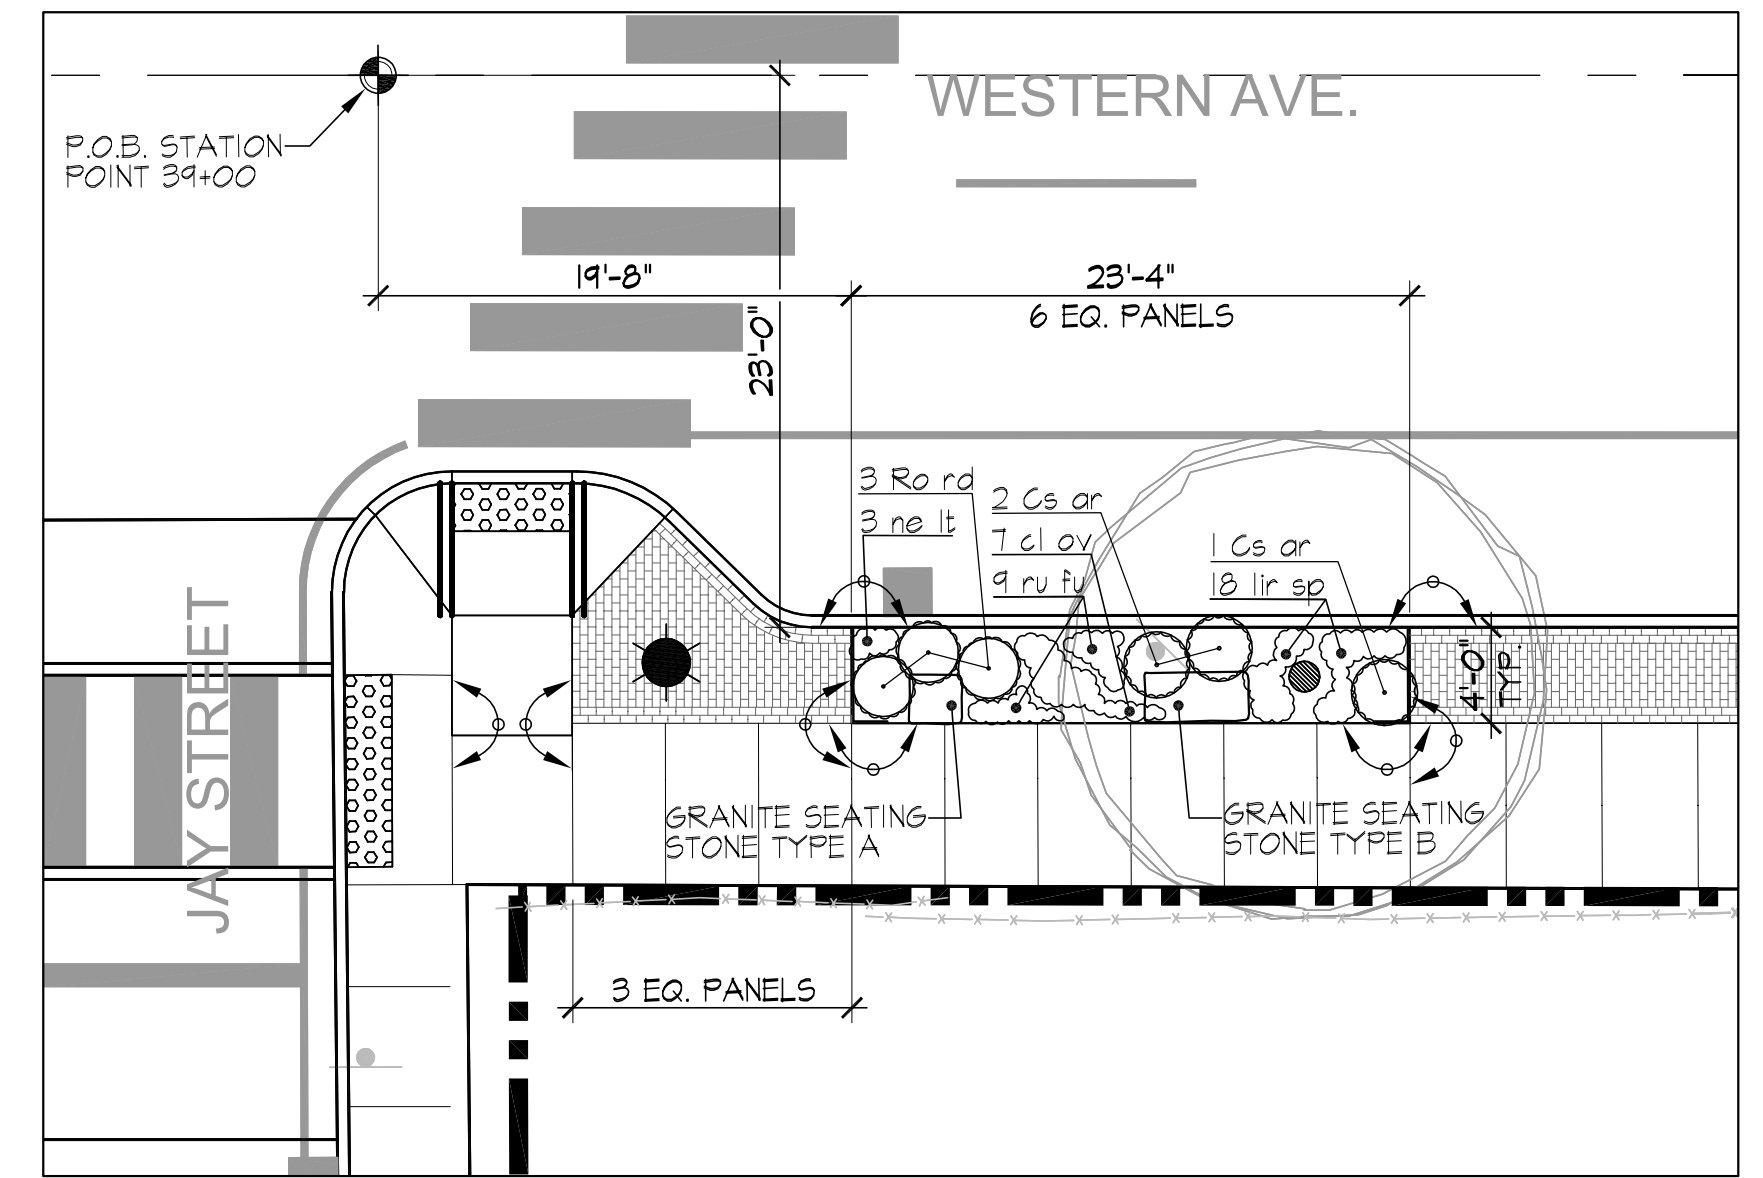 WESTERN AVE.
P.O.B. STATION
POINT 39+00
19'-8"
23'-4"
6 EQ. PANELS
23'-0"
3 Ro rd
3 ne lt
2 Cs ar
7 cl ov
9 ru fu
1 Cs ar
18 lir sp
4'-0"
TYP.
JAY STREET
GRANITE SEATING
STONE TYPE A
GRANITE SEATING
STONE TYPE B
3 EQ. PANELS